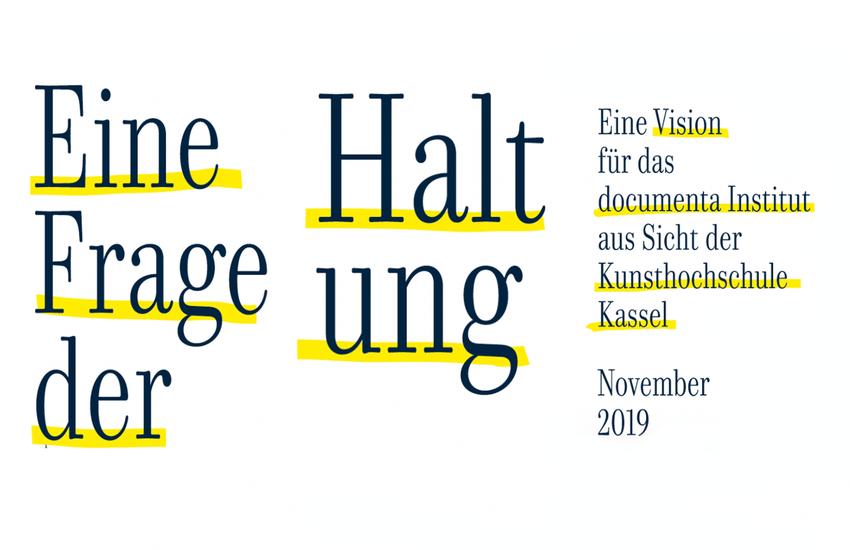 Eine
Frage
der
Halt
ung
Eine Vision
für das
documenta Institut
aus Sicht der
Kunsthochschule
Kassel
November
2019